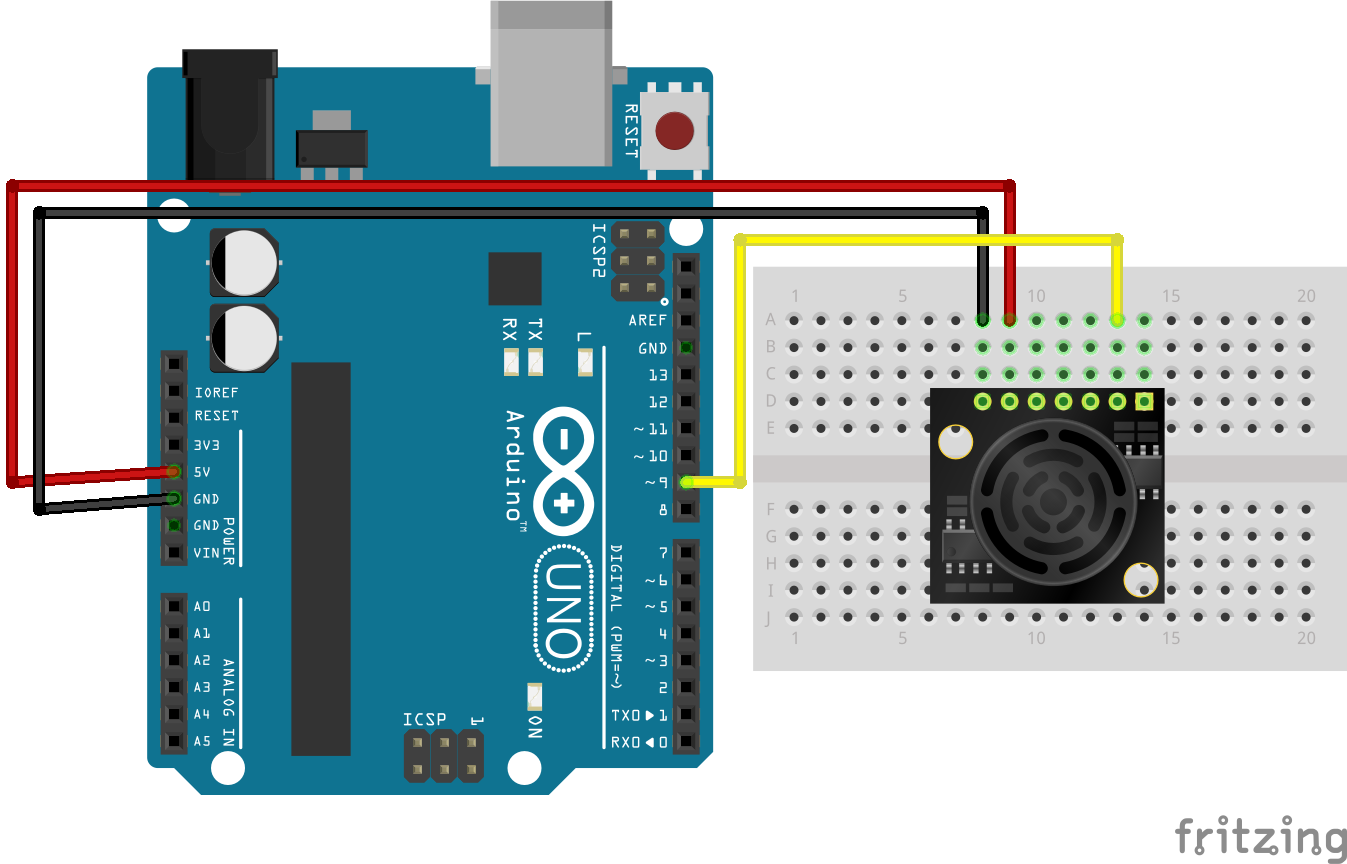 RESET
ICSP2
AREF
GND
13
12
~11
~10
~9
8
7
~6
~5
4
~3
2
TX0▶1
RX0◀0
DIGITAL (PWM=~)
RX
TX
L
Arduino™
UNO
ON
ICSP
1
IOREF
RESET
3V3
5V
GND
GND
VIN
POWER
A0
A1
A2
A3
A4
A5
ANALOG IN
1 5 10 15 20
A
B
C
D
E
F
G
H
I
J
1 5 10 15 20
fritzing